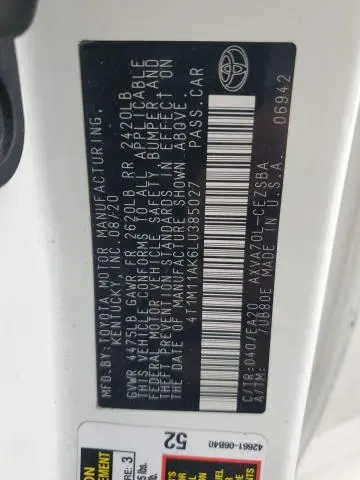 MFD.BY:TOYOTA MOTOR MANUFACTURING,
KENTUCKY, INC. 08/20
GVWR 4475LB GAWR FR 2620LB RR 2420LB
THIS VEHICLE CONFORMS TO ALL APPLICABLE
FEDERAL MOTOR VEHICLE SAFETY, BUMPER, AND
THEFT PREVENTION STANDARDS IN EFFECT ON
THE DATE OF MANUFACTURE SHOWN ABOVE.
4T1M11AK6LU385027 PASS.CAR
C/TR:040/EA20 AXVA70L-CEZSBA
A/TM: -/UB80E MADE IN U.S.A. 06942
TOYOTA
52
42661-06840